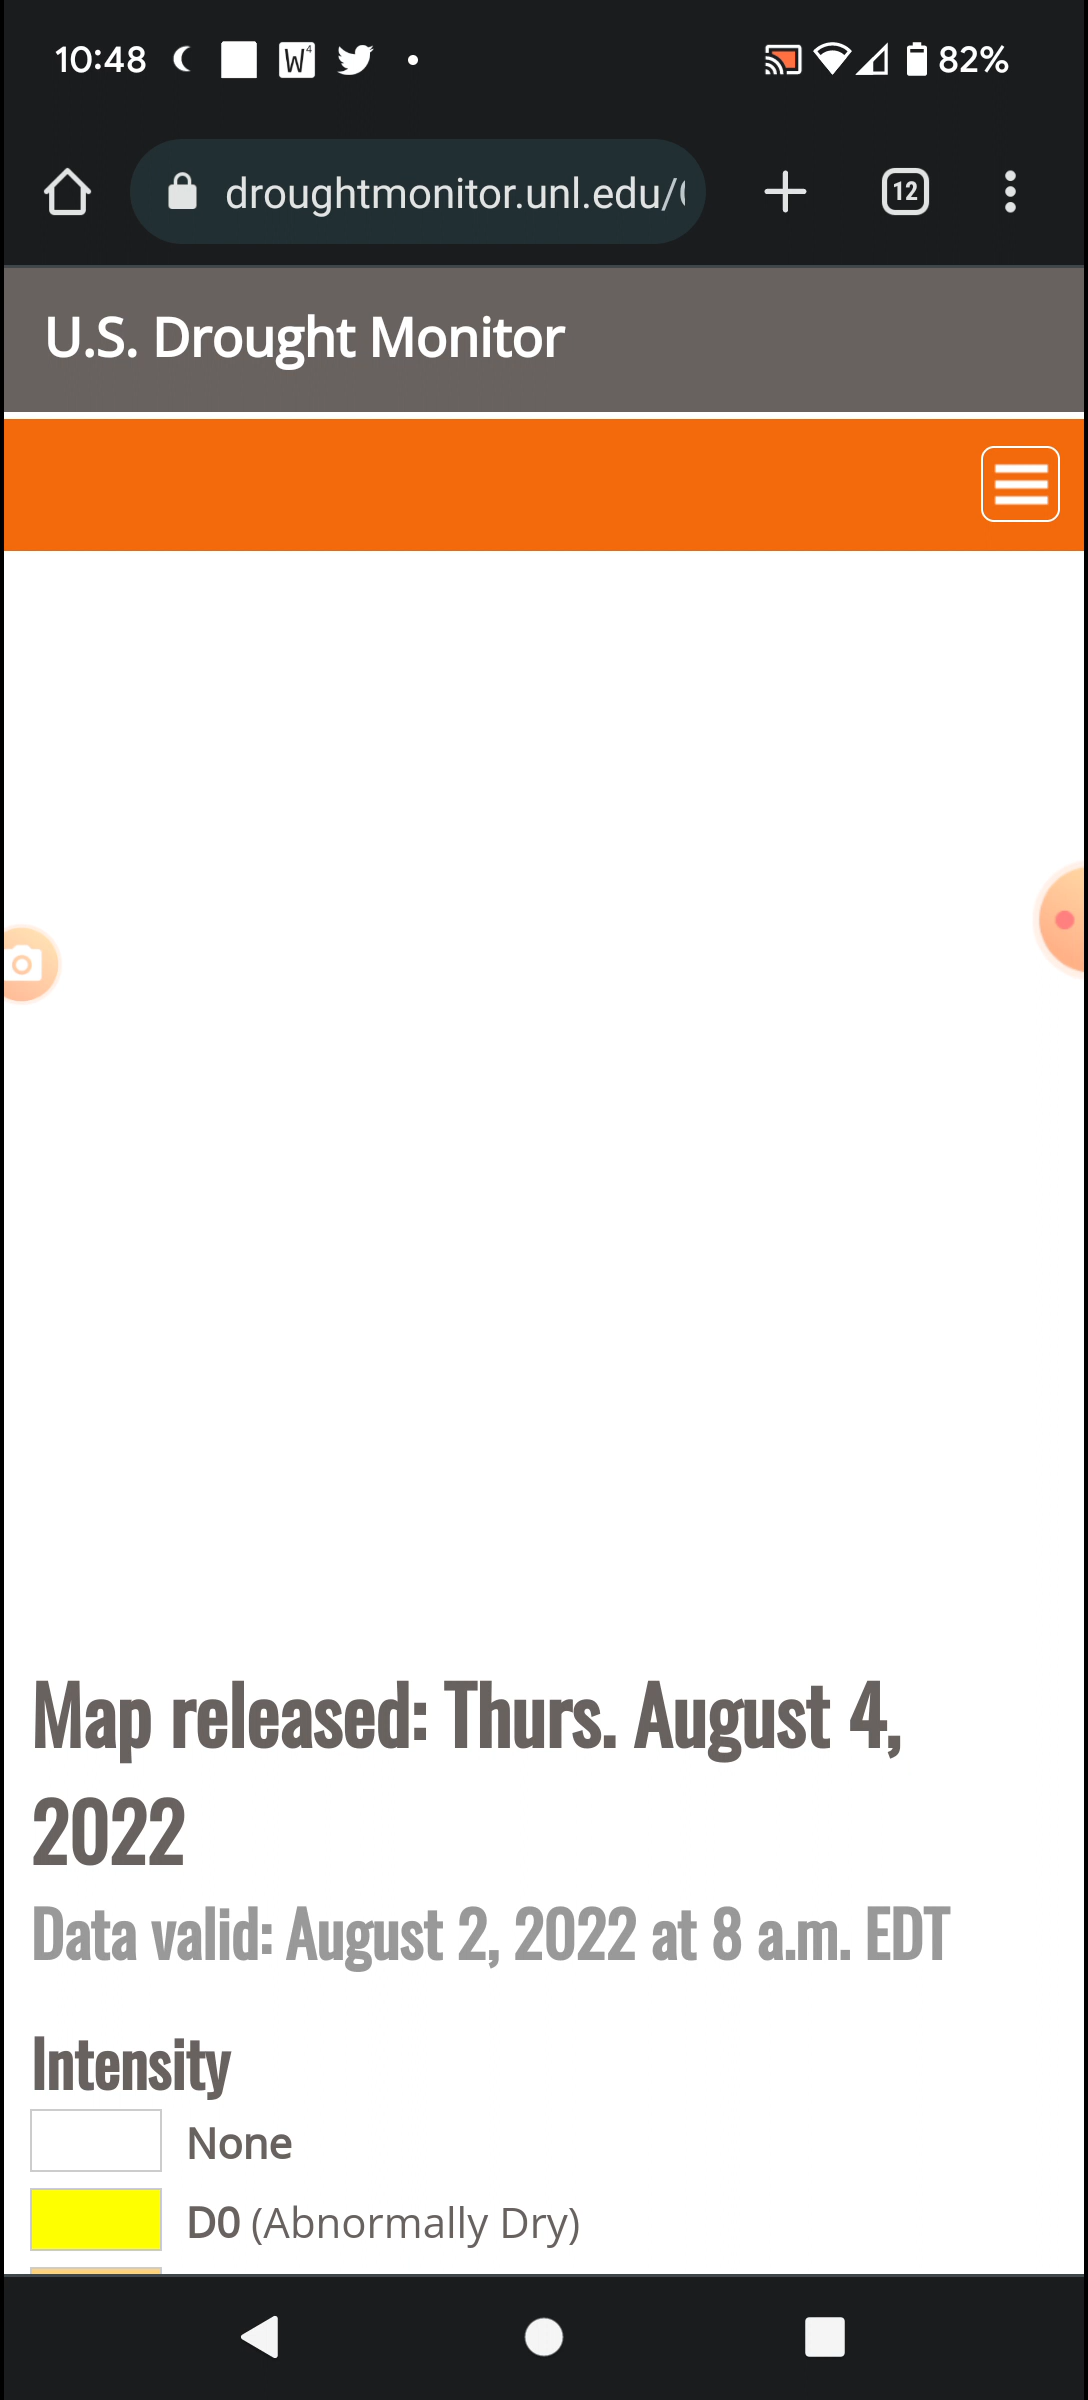 10:48
W4
82%
droughtmonitor.unl.edu/
12
U.S. Drought Monitor
Map released: Thurs. August 4,
2022
Data valid: August 2, 2022 at 8 a.m. EDT
Intensity
None
D0 (Abnormally Dry)